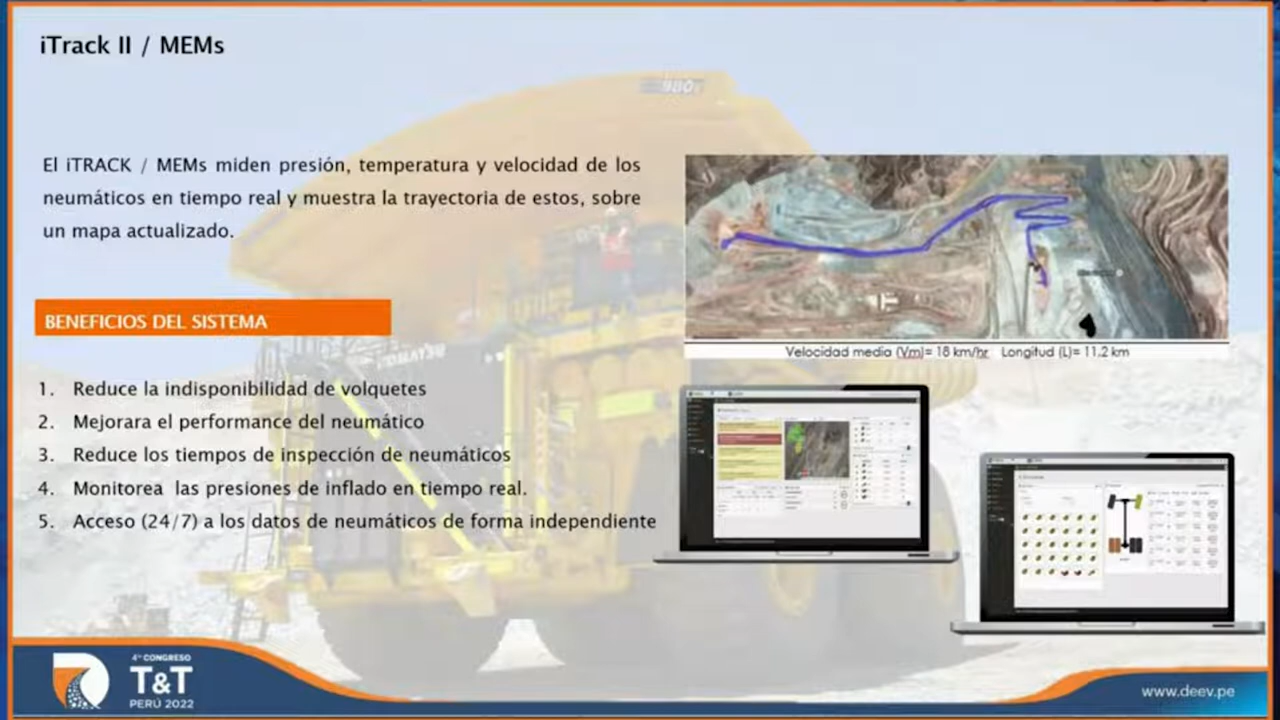 iTrack II / MEMs
980E
El iTRACK / MEMs miden presión, temperatura y velocidad de los
neumáticos en tiempo real y muestra la trayectoria de estos, sobre
un mapa actualizado.
BENEFICIOS DEL SISTEMA
1. Reduce la indisponibilidad de volquetes
2. Mejorara el performance del neumático
3. Reduce los tiempos de inspección de neumáticos
4. Monitorea las presiones de inflado en tiempo real.
5. Acceso (24/7) a los datos de neumáticos de forma independiente
Velocidad media (Vm)= 18 km/hr Longitud (L)= 11.2 km
4° CONGRESO
T&T
PERÚ 2022
www.deev.pe